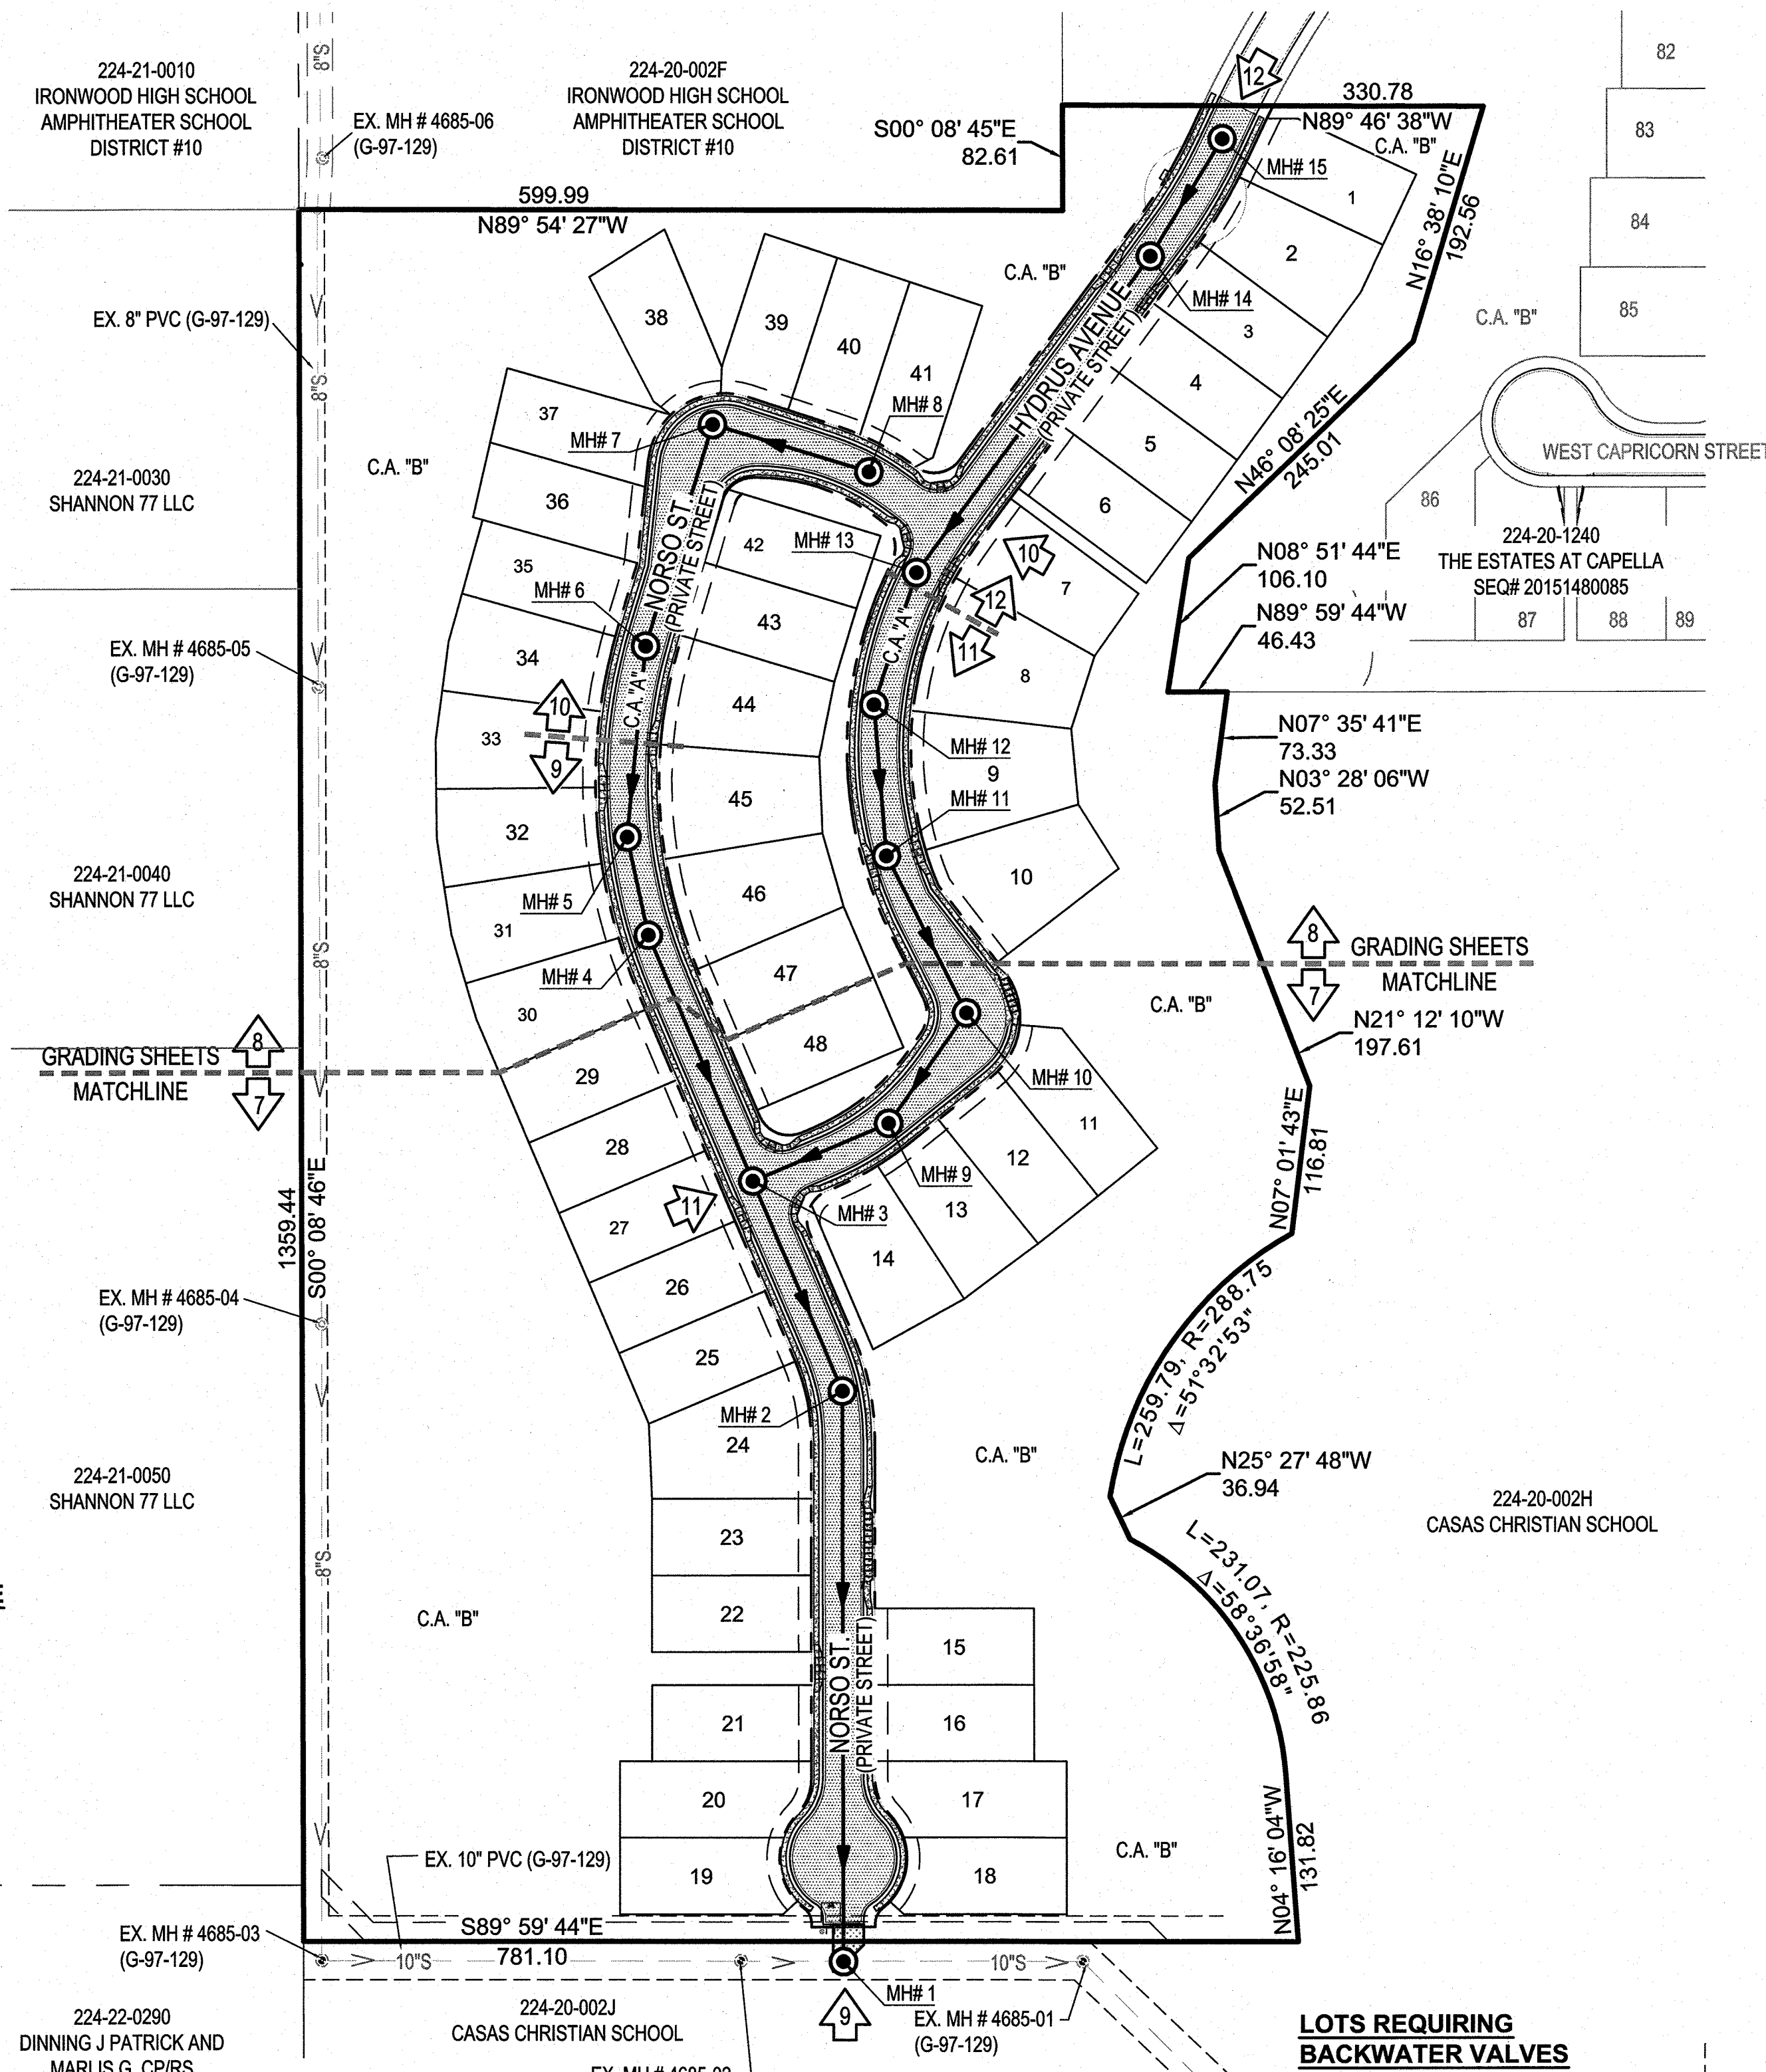 8"S
224-21-0010
IRONWOOD HIGH SCHOOL
AMPHITHEATER SCHOOL
DISTRICT #10
EX. MH # 4685-06
(G-97-129)
224-20-002F
IRONWOOD HIGH SCHOOL
AMPHITHEATER SCHOOL
DISTRICT #10
S00° 08' 45"E
82.61
12
330.78
N89° 46' 38"W
C.A. "B"
MH# 15
N16° 38' 10"E
192.56
82
83
84
85
599.99
N89° 54' 27"W
C.A. "B"
1
2
MH# 14
3
4
5
6
HYDRUS AVENUE
(PRIVATE STREET)
C.A. "B"
EX. 8" PVC (G-97-129)
8"S
38
39
40
41
MH# 8
37
MH# 7
C.A. "B"
36
N46° 08' 25"E
245.01
WEST CAPRICORN STREET
86
224-20-1240
THE ESTATES AT CAPELLA
SEQ# 20151480085
87
88
89
224-21-0030
SHANNON 77 LLC
NORSO ST.
(PRIVATE STREET)
42
MH# 13
10
7
12
11
N08° 51' 44"E
106.10
N89° 59' 44"W
46.43
35
MH# 6
43
C.A. "A"
EX. MH # 4685-05
(G-97-129)
34
C.A. "A"
44
8
10
33
9
MH# 12
9
MH# 11
N07° 35' 41"E
73.33
N03° 28' 06"W
52.51
45
32
224-21-0040
SHANNON 77 LLC
MH# 5
46
10
31
8"S
MH# 4
47
8
GRADING SHEETS
7
MATCHLINE
C.A. "B"
30
48
N21° 12' 10"W
197.61
8
GRADING SHEETS
7
MATCHLINE
29
MH# 10
11
28
12
N07° 01' 43"E
116.81
MH# 9
11
27
MH# 3
13
1359.44
S00° 08' 46"E
14
26
EX. MH # 4685-04
(G-97-129)
25
L=259.79, R=288.75
Δ=51°32'53"
MH# 2
24
C.A. "B"
N25° 27' 48"W
36.94
224-21-0050
SHANNON 77 LLC
224-20-002H
CASAS CHRISTIAN SCHOOL
23
8"S
L=231.07, R=225.86
Δ=58°36'58"
22
C.A. "B"
NORSO ST.
(PRIVATE STREET)
15
21
16
20
17
C.A. "B"
EX. 10" PVC (G-97-129)
19
18
N04° 16' 04"W
131.82
S89° 59' 44"E
781.10
EX. MH # 4685-03
(G-97-129)
10"S
10"S
MH# 1
9
EX. MH # 4685-01
(G-97-129)
224-22-0290
DINNING J PATRICK AND
MARLIS G CP/RS
224-20-002J
CASAS CHRISTIAN SCHOOL
EX. MH # 4685-02
LOTS REQUIRING
BACKWATER VALVES